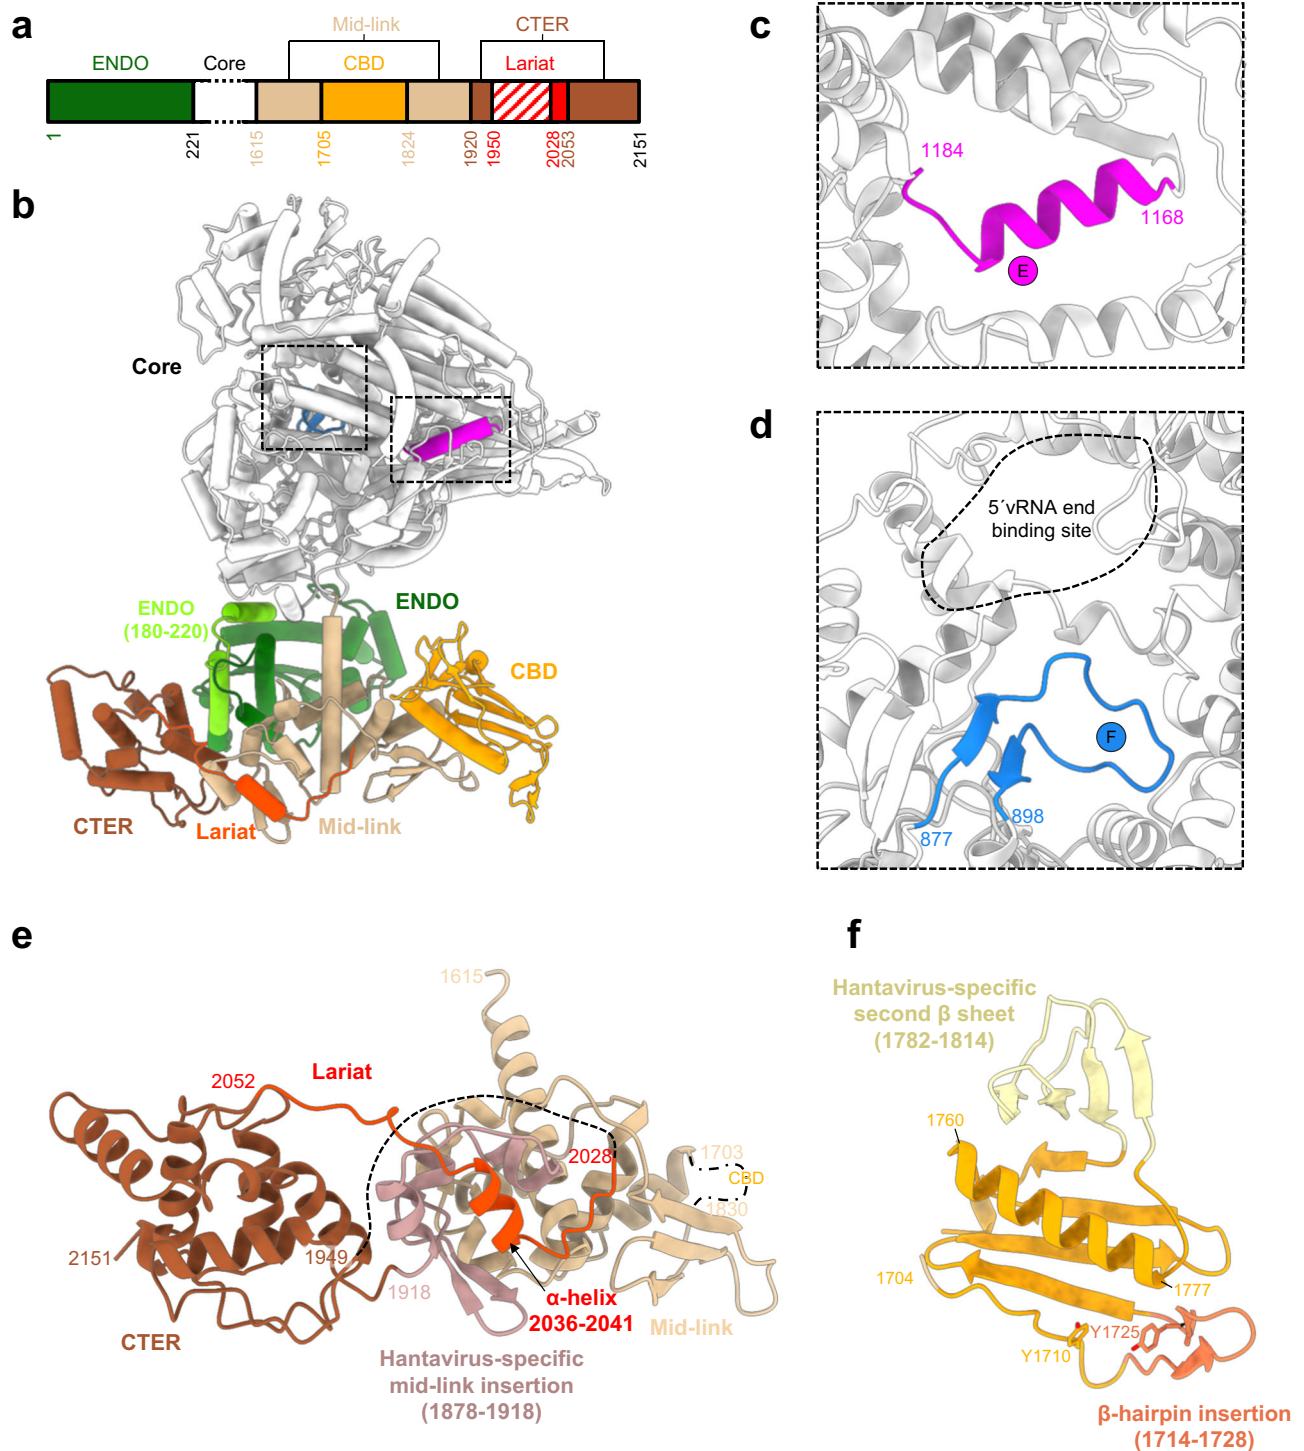 a
Mid-link
CTER
ENDO
Core
CBD
Lariat
1
221
1615
1705
1824
1920
1950
2028
2053
2151
b
Core
ENDO
(180-220)
ENDO
CBD
CTER
Lariat
Mid-link
c
1184
1168
E
d
5´vRNA end
binding site
F
877
898
e
1615
Lariat
2052
2028
1703
CBD
1830
2151
1949
1918
α-helix
2036-2041
CTER
Mid-link
Hantavirus-specific
mid-link insertion
(1878-1918)
f
Hantavirus-specific
second β sheet
(1782-1814)
1760
1704
1777
Y1725
Y1710
β-hairpin insertion
(1714-1728)